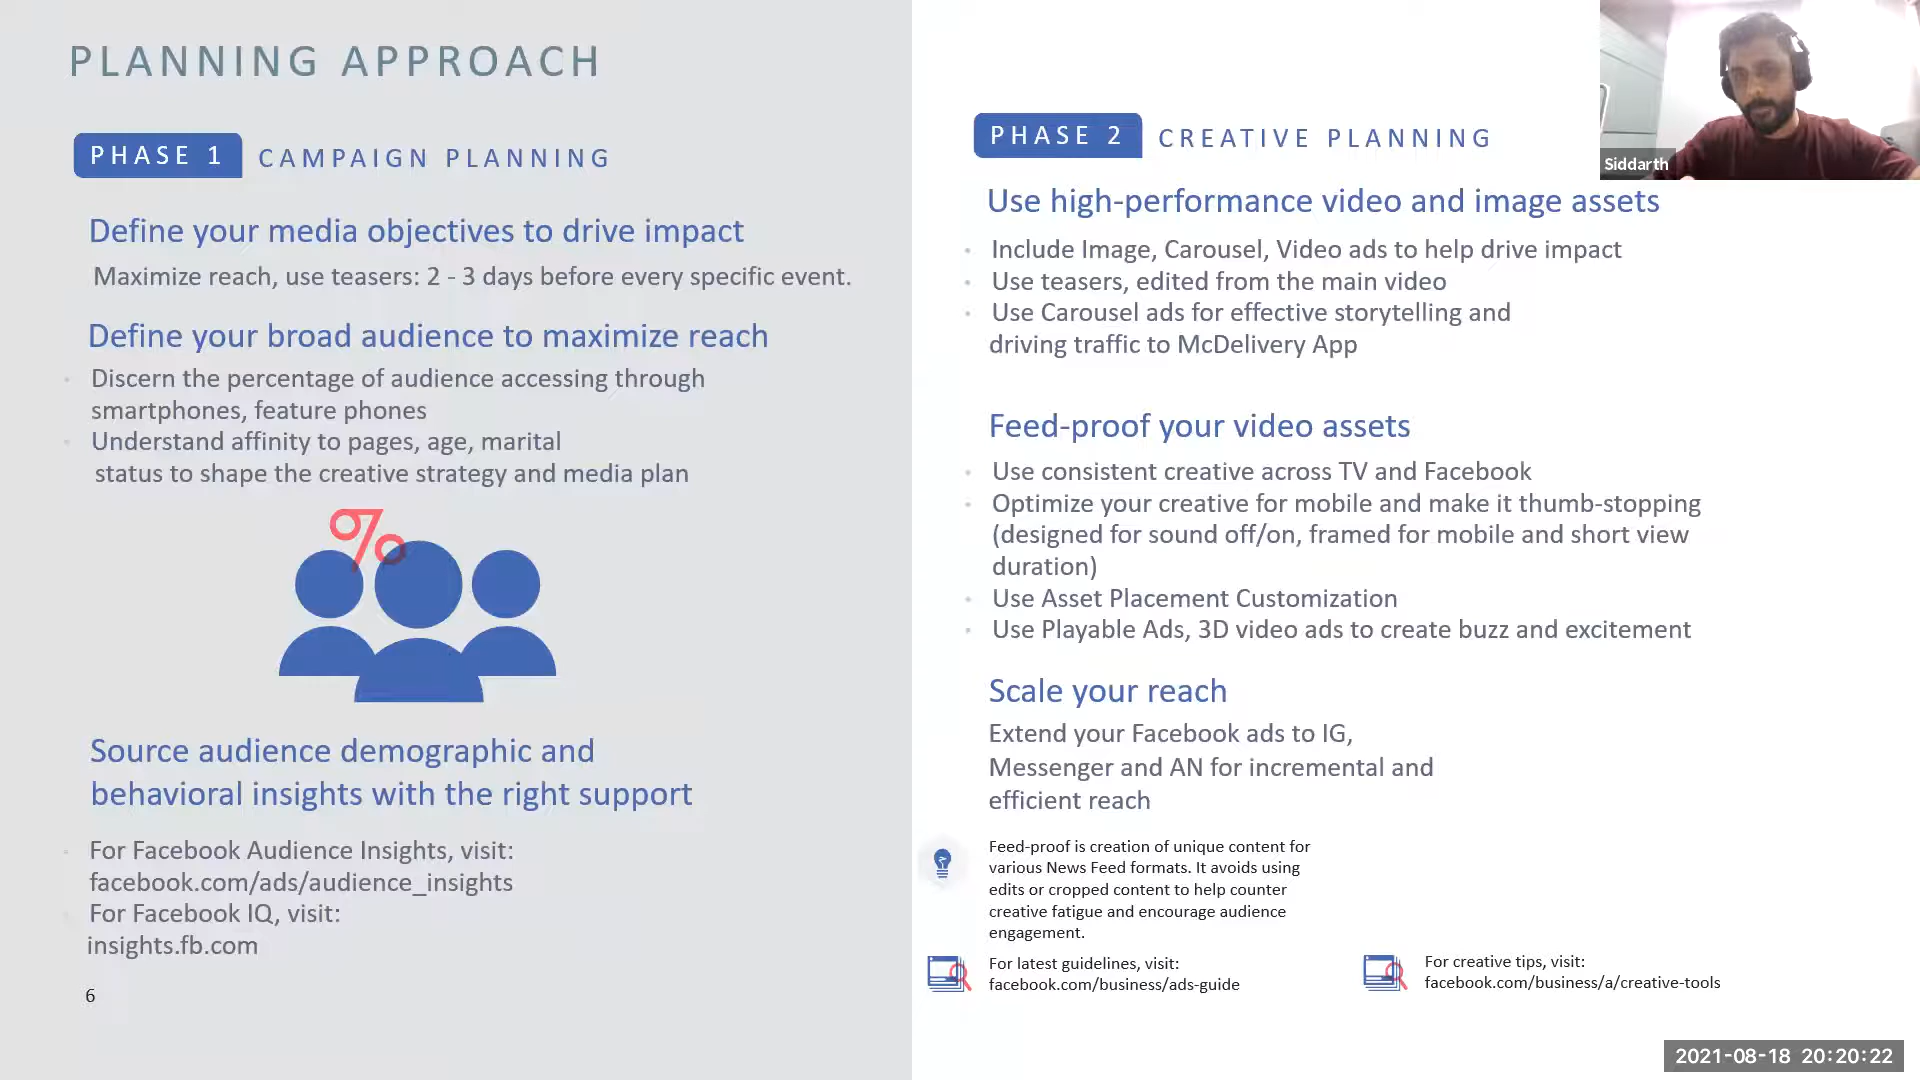 PLANNING APPROACH
PHASE 1
CAMPAIGN PLANNING
Define your media objectives to drive impact
Maximize reach, use teasers: 2 - 3 days before every specific event.
Define your broad audience to maximize reach
Discern the percentage of audience accessing through
smartphones, feature phones
Understand affinity to pages, age, marital
status to shape the creative strategy and media plan
%
Source audience demographic and
behavioral insights with the right support
For Facebook Audience Insights, visit:
facebook.com/ads/audience_insights
For Facebook IQ, visit:
insights.fb.com
6
PHASE 2
CREATIVE PLANNING
Use high-performance video and image assets
Include Image, Carousel, Video ads to help drive impact
Use teasers, edited from the main video
Use Carousel ads for effective storytelling and
driving traffic to McDelivery App
Feed-proof your video assets
Use consistent creative across TV and Facebook
Optimize your creative for mobile and make it thumb-stopping
(designed for sound off/on, framed for mobile and short view
duration)
Use Asset Placement Customization
Use Playable Ads, 3D video ads to create buzz and excitement
Scale your reach
Extend your Facebook ads to IG,
Messenger and AN for incremental and
efficient reach
Feed-proof is creation of unique content for
various News Feed formats. It avoids using
edits or cropped content to help counter
creative fatigue and encourage audience
engagement.
For latest guidelines, visit:
facebook.com/business/ads-guide
For creative tips, visit:
facebook.com/business/a/creative-tools
Siddarth
2021-08-18 20:20:22